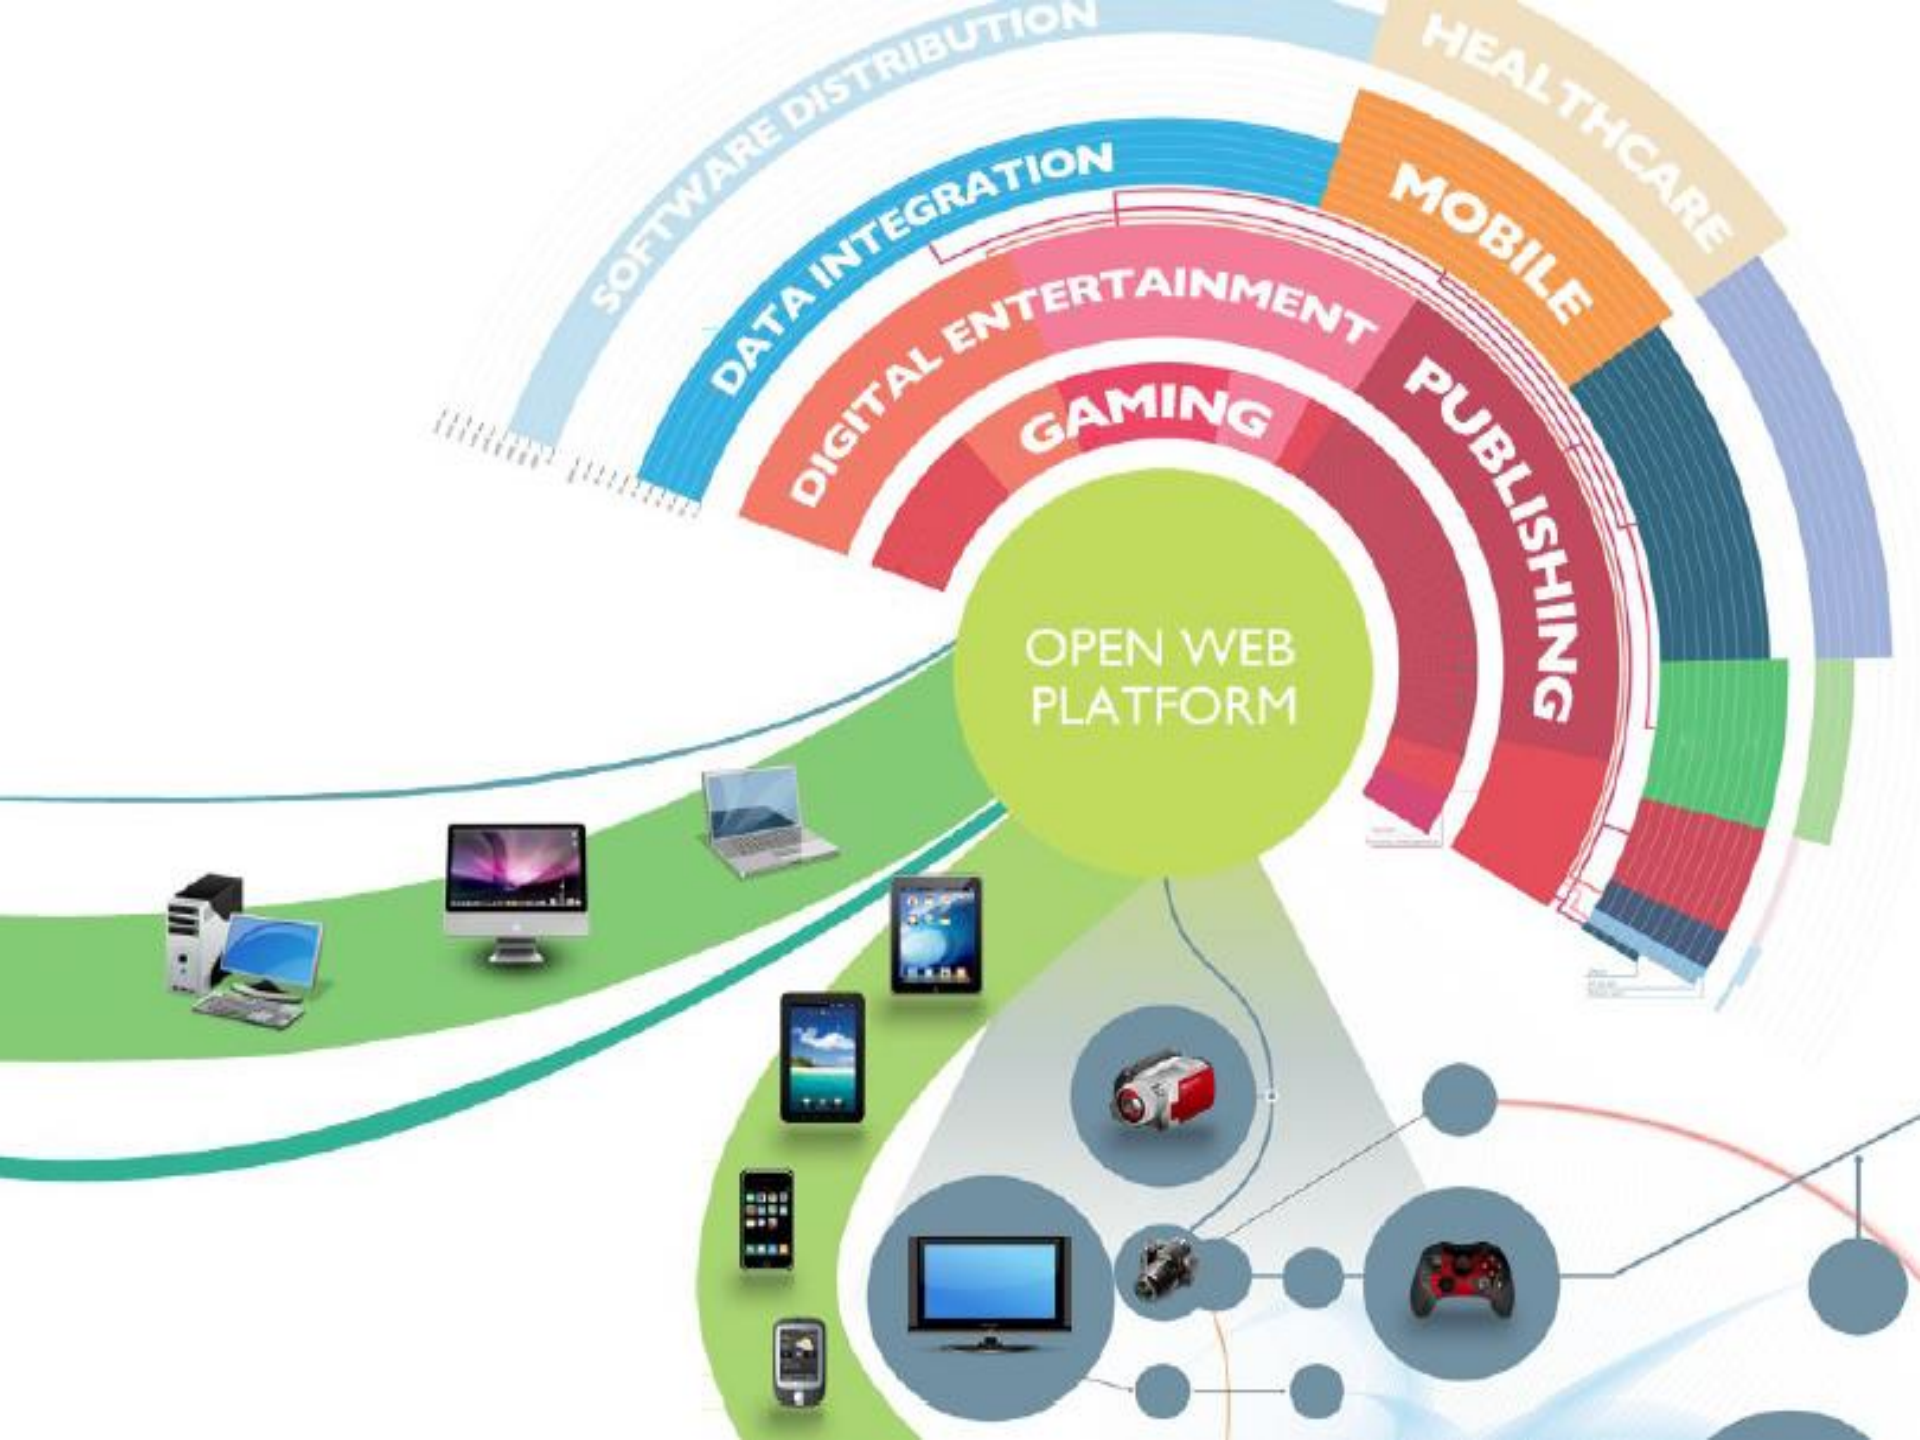 SOFTWARE DISTRIBUTION
HEALTHCARE
DATA INTEGRATION
MOBILE
DIGITAL ENTERTAINMENT
PUBLISHING
GAMING
OPEN WEB
PLATFORM